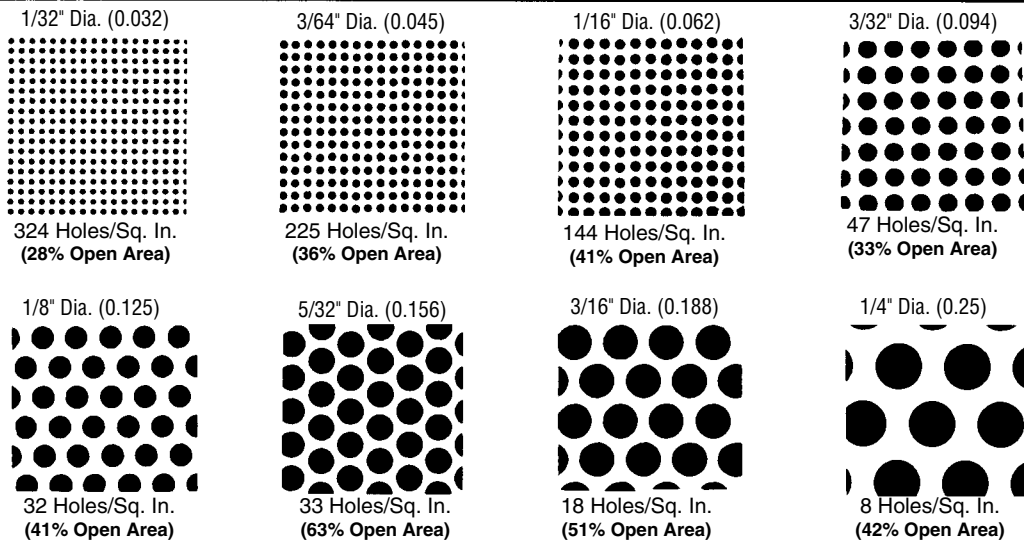 1/32" Dia. (0.032)
324 Holes/Sq. In.
(28% Open Area)
3/64" Dia. (0.045)
225 Holes/Sq. In.
(36% Open Area)
1/16" Dia. (0.062)
144 Holes/Sq. In.
(41% Open Area)
3/32" Dia. (0.094)
47 Holes/Sq. In.
(33% Open Area)
1/8" Dia. (0.125)
32 Holes/Sq. In.
(41% Open Area)
5/32" Dia. (0.156)
33 Holes/Sq. In.
(63% Open Area)
3/16" Dia. (0.188)
18 Holes/Sq. In.
(51% Open Area)
1/4" Dia. (0.25)
8 Holes/Sq. In.
(42% Open Area)